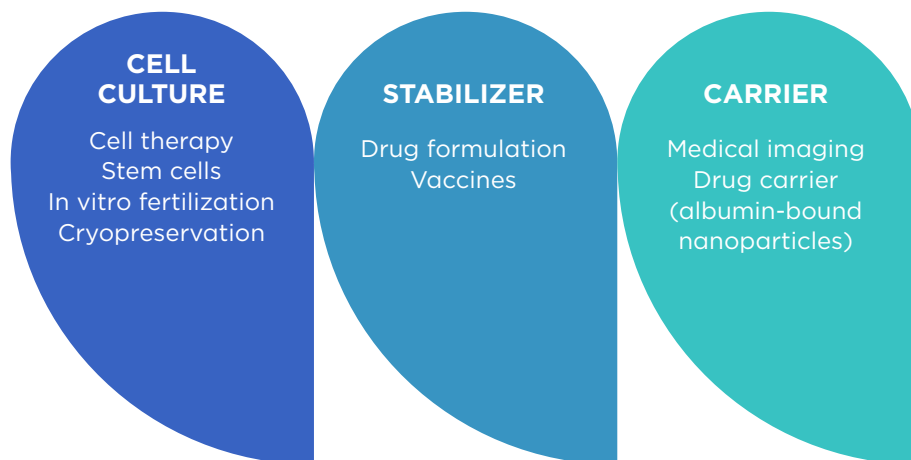 CELL
CULTURE
Cell therapy
Stem cells
In vitro fertilization
Cryopreservation
STABILIZER
Drug formulation
Vaccines
CARRIER
Medical imaging
Drug carrier
(albumin-bound
nanoparticles)